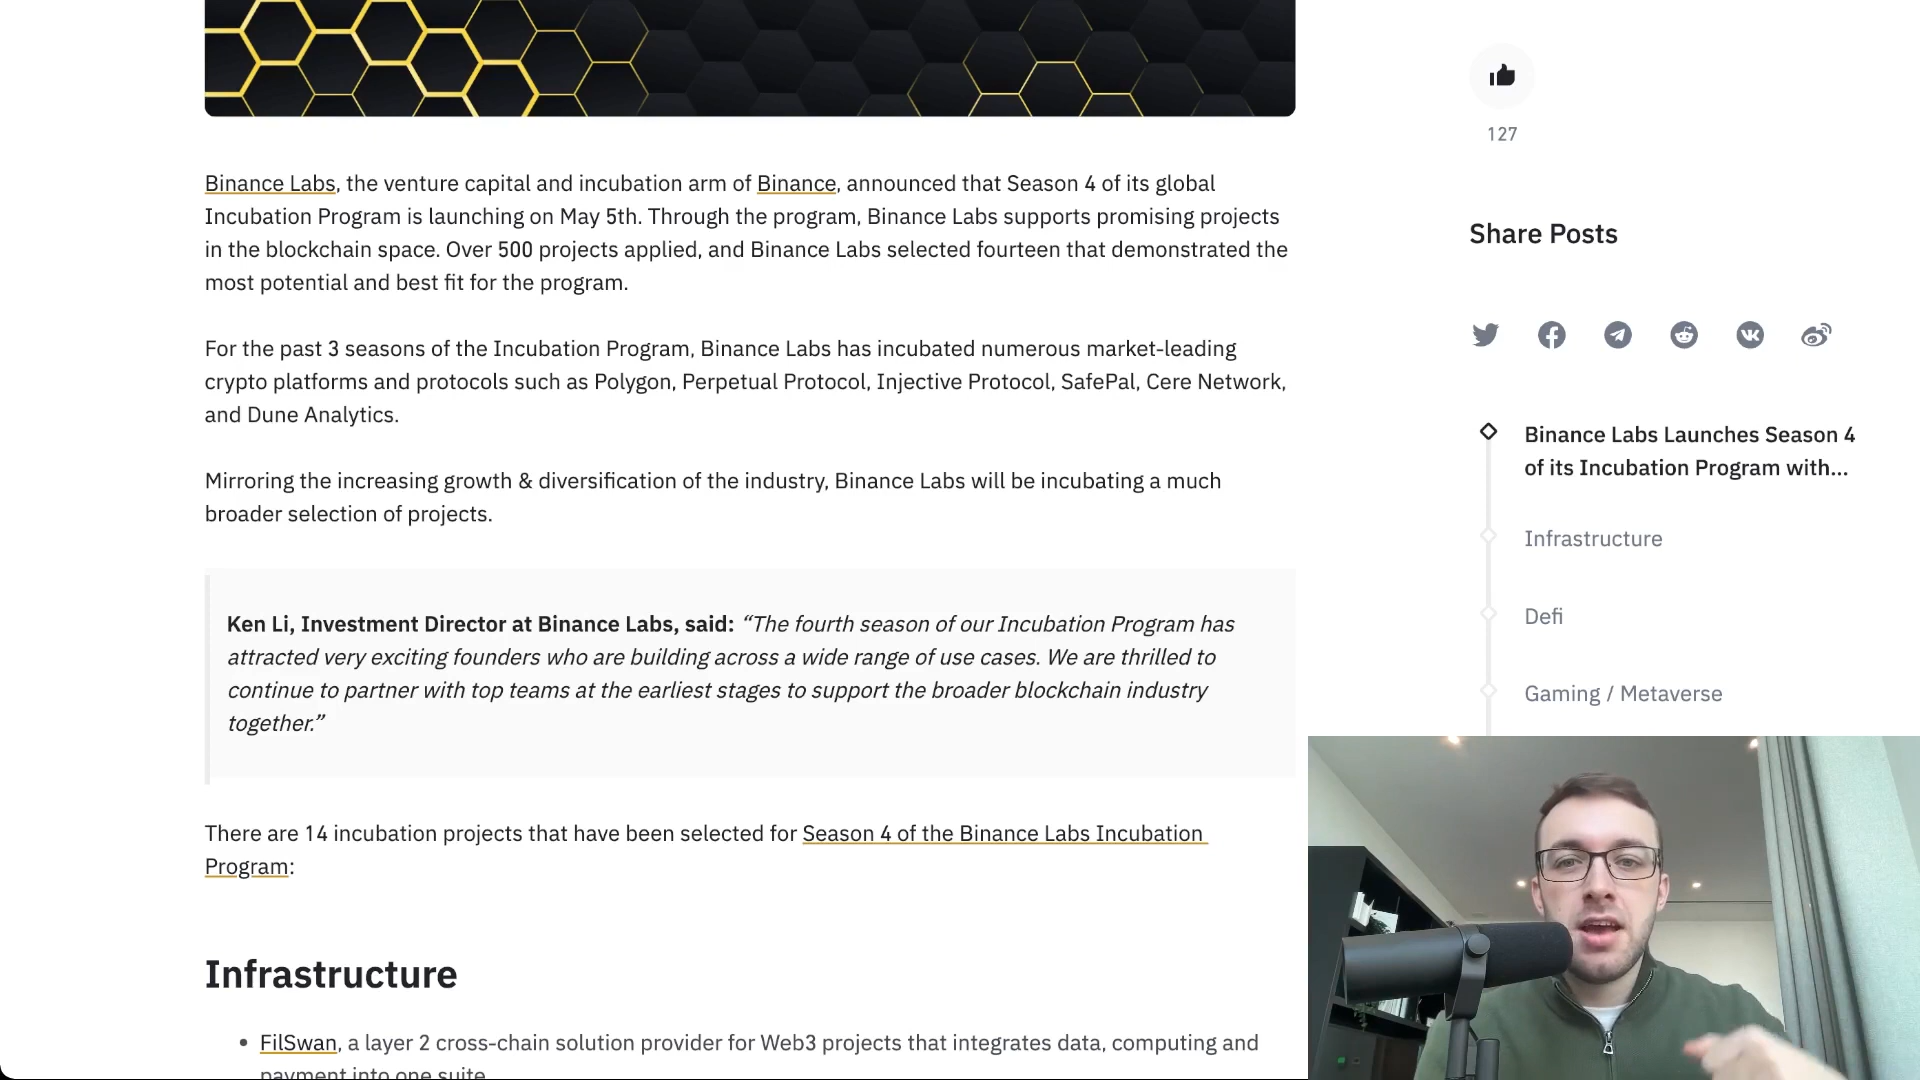 Binance Labs, the venture capital and incubation arm of Binance, announced that Season 4 of its global
Incubation Program is launching on May 5th. Through the program, Binance Labs supports promising projects
in the blockchain space. Over 500 projects applied, and Binance Labs selected fourteen that demonstrated the
most potential and best fit for the program.
For the past 3 seasons of the Incubation Program, Binance Labs has incubated numerous market-leading
crypto platforms and protocols such as Polygon, Perpetual Protocol, Injective Protocol, SafePal, Cere Network,
and Dune Analytics.
Mirroring the increasing growth & diversification of the industry, Binance Labs will be incubating a much
broader selection of projects.
Ken Li, Investment Director at Binance Labs, said: “The fourth season of our Incubation Program has
attracted very exciting founders who are building across a wide range of use cases. We are thrilled to
continue to partner with top teams at the earliest stages to support the broader blockchain industry
together.”
There are 14 incubation projects that have been selected for Season 4 of the Binance Labs Incubation
Program:
Infrastructure
• FilSwan, a layer 2 cross-chain solution provider for Web3 projects that integrates data, computing and
payment into one suite
127
Share Posts
Binance Labs Launches Season 4
of its Incubation Program with...
Infrastructure
Defi
Gaming / Metaverse